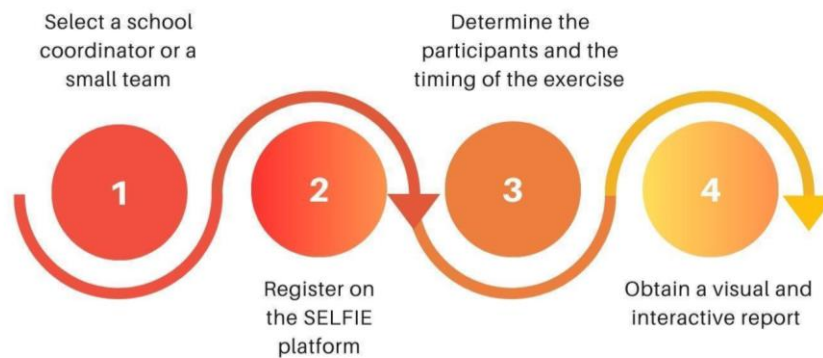 Select a school
coordinator or a
small team
1
Register on
the SELFIE
platform
2
Determine the
participants and the
timing of the exercise
3
Obtain a visual and
interactive report
4